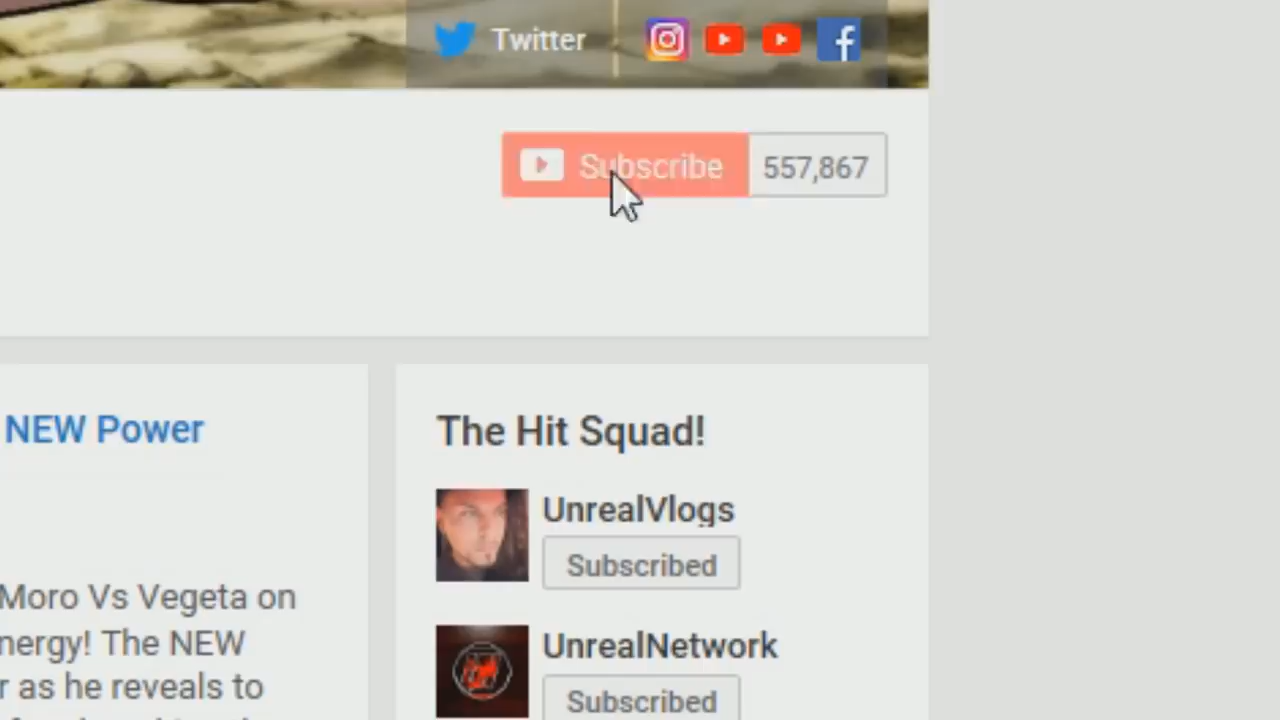 Twitter
Subscribe 557,867
NEW Power
Moro Vs Vegeta on
nergy! The NEW
r as he reveals to
The Hit Squad!
UnrealVlogs
Subscribed
UnrealNetwork
Subscribed